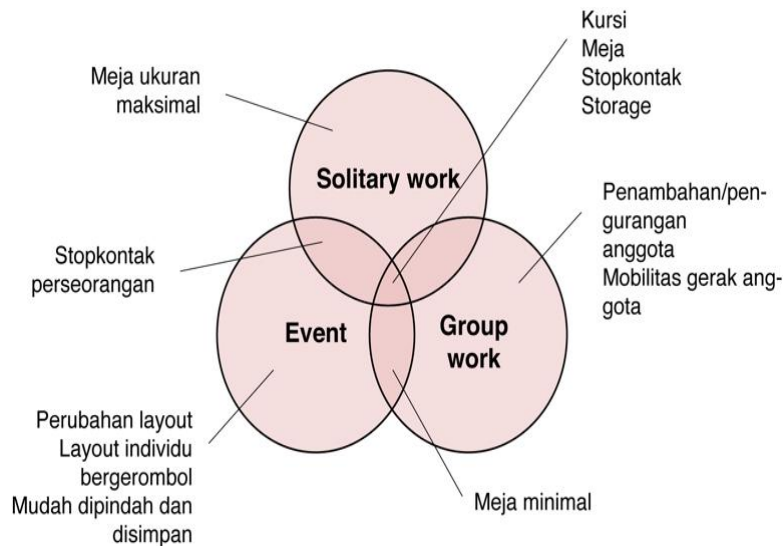 Kursi
Meja
Stopkontak
Storage
Meja ukuran
maksimal
Solitary work
Penambahan/pen-
gurangan
anggota
Mobilitas gerak ang-
gota
Stopkontak
perseorangan
Event
Group
work
Perubahan layout
Layout individu
bergerombol
Mudah dipindah dan
disimpan
Meja minimal